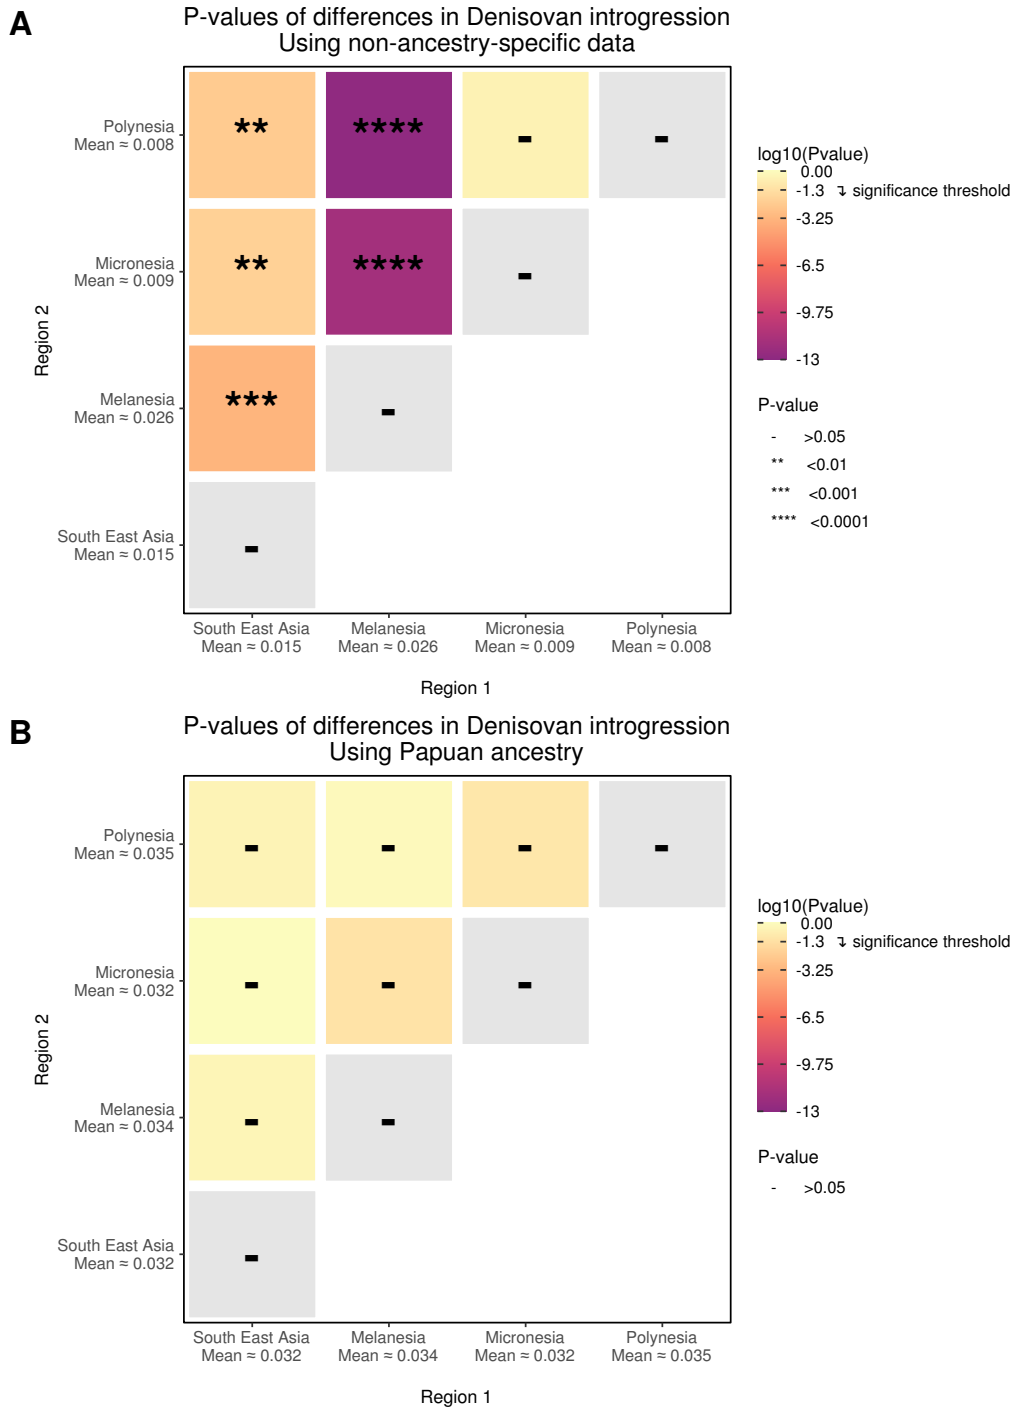 A
P-values of differences in Denisovan introgression
Using non-ancestry-specific data
Region 2
Polynesia
Mean ≈ 0.008
** **** - -
Micronesia
Mean ≈ 0.009
** **** -
Melanesia
Mean ≈ 0.026
*** -
South East Asia
Mean ≈ 0.015
-
South East Asia Melanesia Micronesia Polynesia
Mean ≈ 0.015 Mean ≈ 0.026 Mean ≈ 0.009 Mean ≈ 0.008
Region 1
log10(Pvalue)
0.00
-1.3 ↴ significance threshold
-3.25
-6.5
-9.75
-13
P-value
- >0.05
** <0.01
*** <0.001
**** <0.0001
B
P-values of differences in Denisovan introgression
Using Papuan ancestry
Region 2
Polynesia
Mean ≈ 0.035
- - - -
Micronesia
Mean ≈ 0.032
- - -
Melanesia
Mean ≈ 0.034
- -
South East Asia
Mean ≈ 0.032
-
South East Asia Melanesia Micronesia Polynesia
Mean ≈ 0.032 Mean ≈ 0.034 Mean ≈ 0.032 Mean ≈ 0.035
Region 1
log10(Pvalue)
0.00
-1.3 ↴ significance threshold
-3.25
-6.5
-9.75
-13
P-value
- >0.05